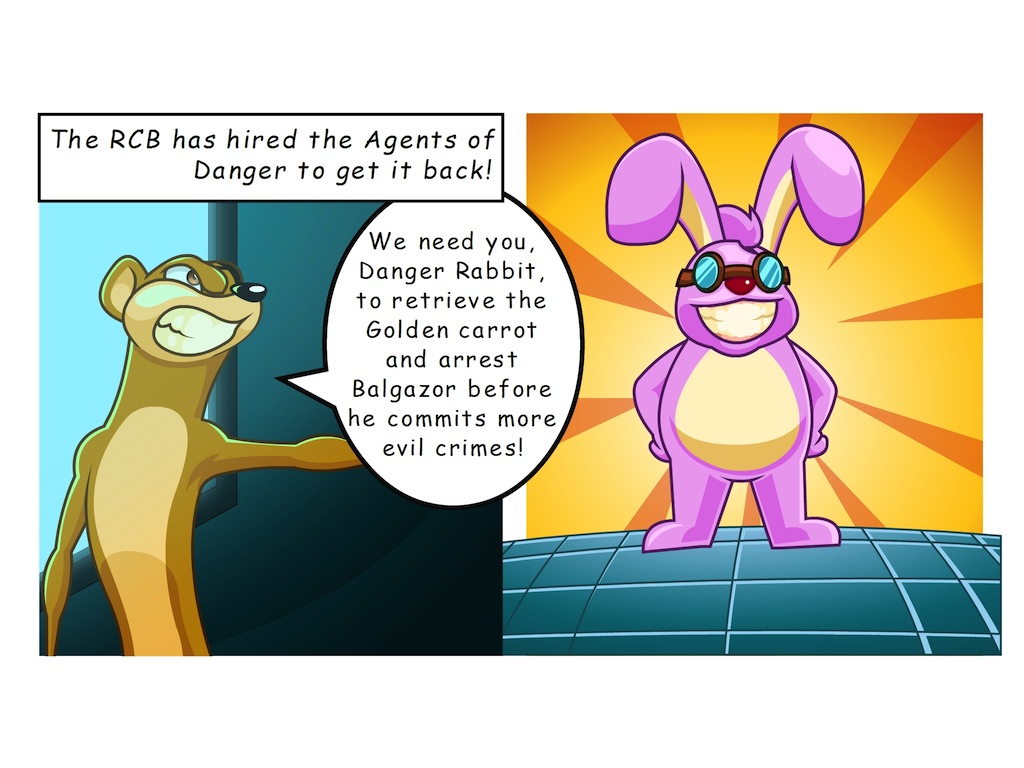 The RCB has hired the Agents of
Danger to get it back!
We need you,
Danger Rabbit,
to retrieve the
Golden carrot
and arrest
Balgazor before
he commits more
evil crimes!